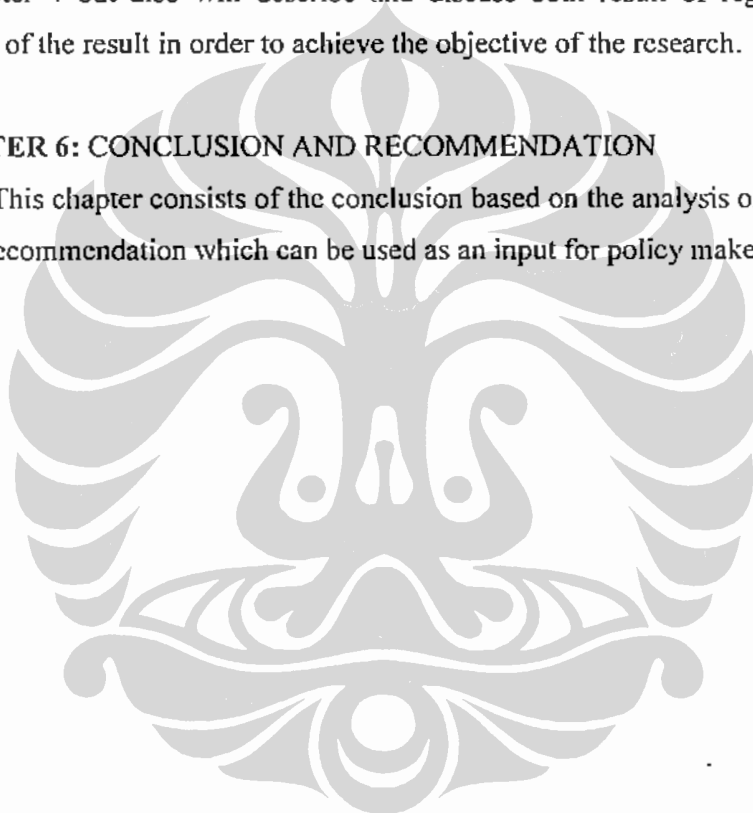 of the result in order to achieve the objective of the research.
TER 6: CONCLUSION AND RECOMMENDATION
This chapter consists of the conclusion based on the analysis o
ecommendation which can be used as an input for policy make